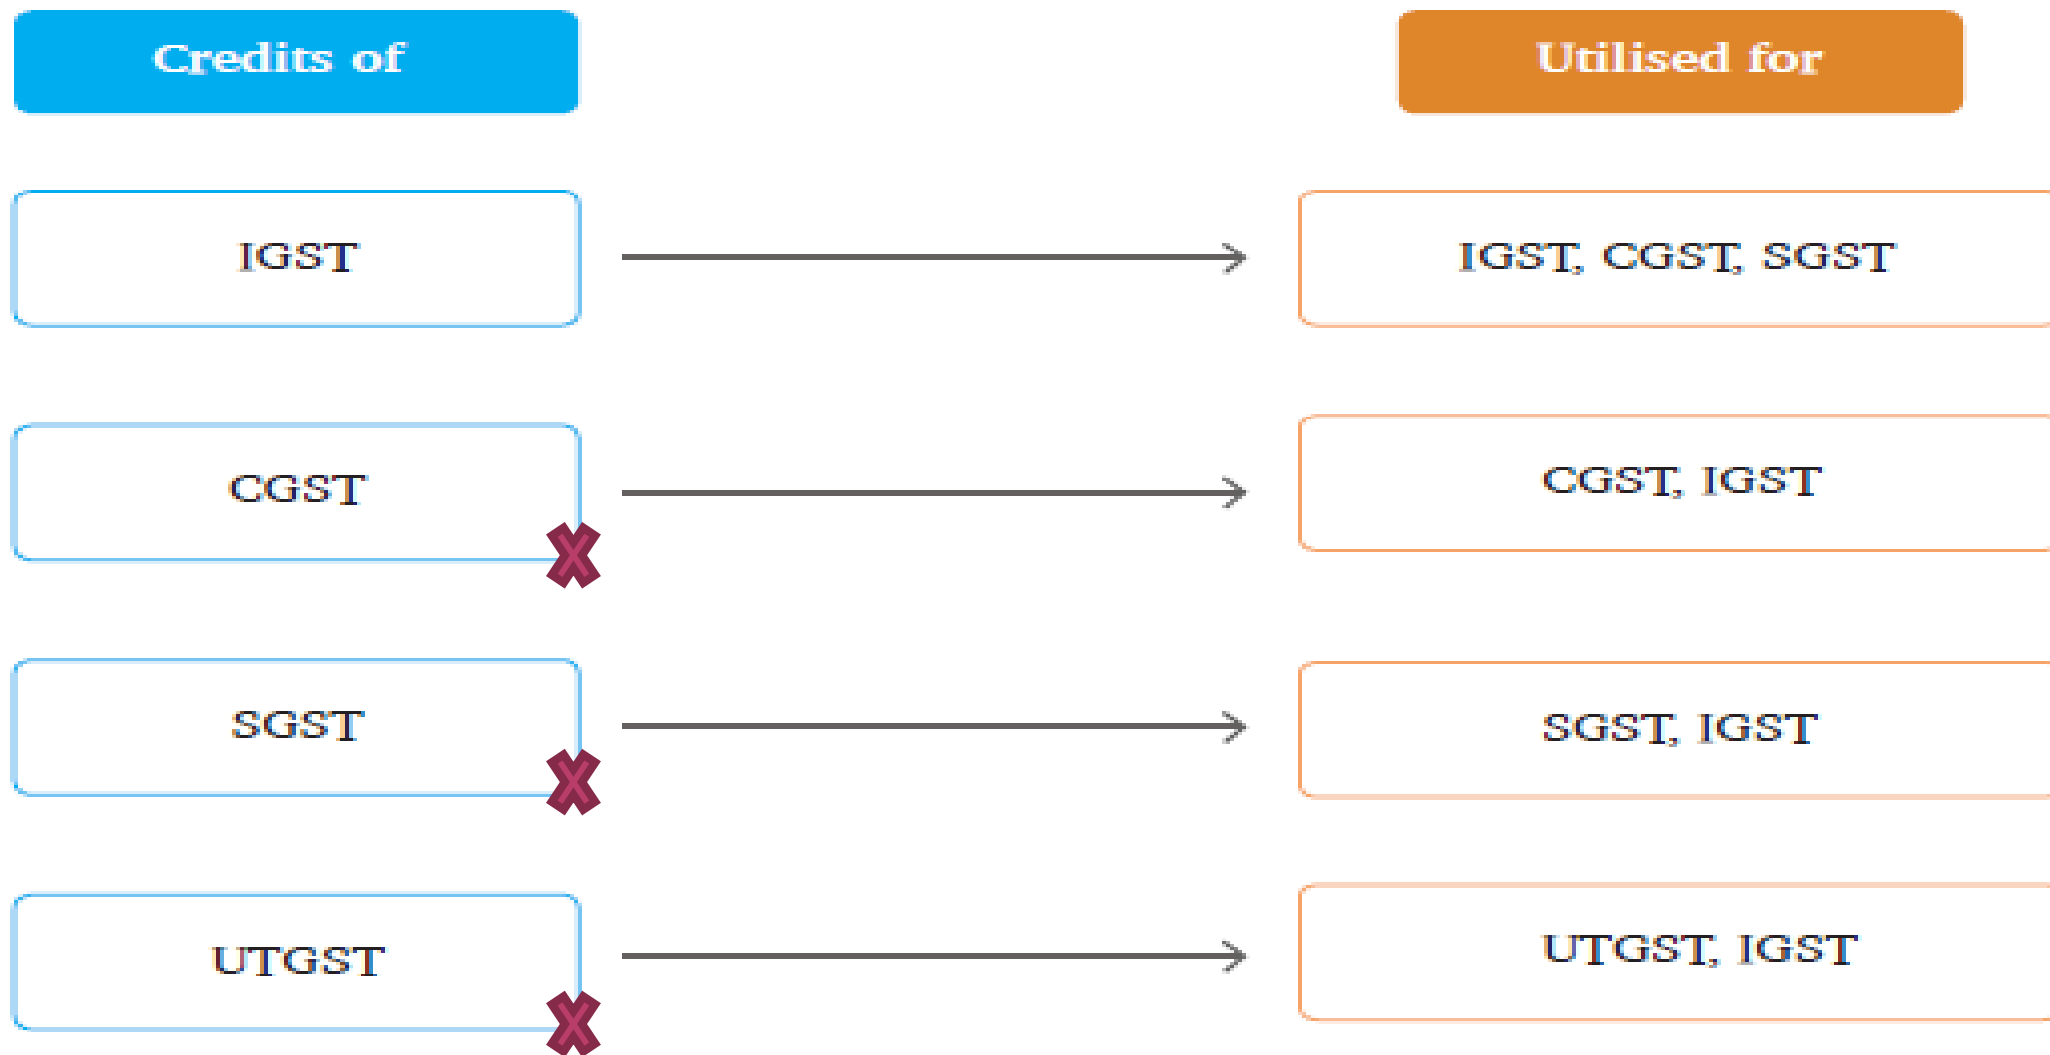 Credits of
Utilised for
IGST
IGST, CGST, SGST
CGST
CGST, IGST
SGST
SGST, IGST
UTGST
UTGST, IGST